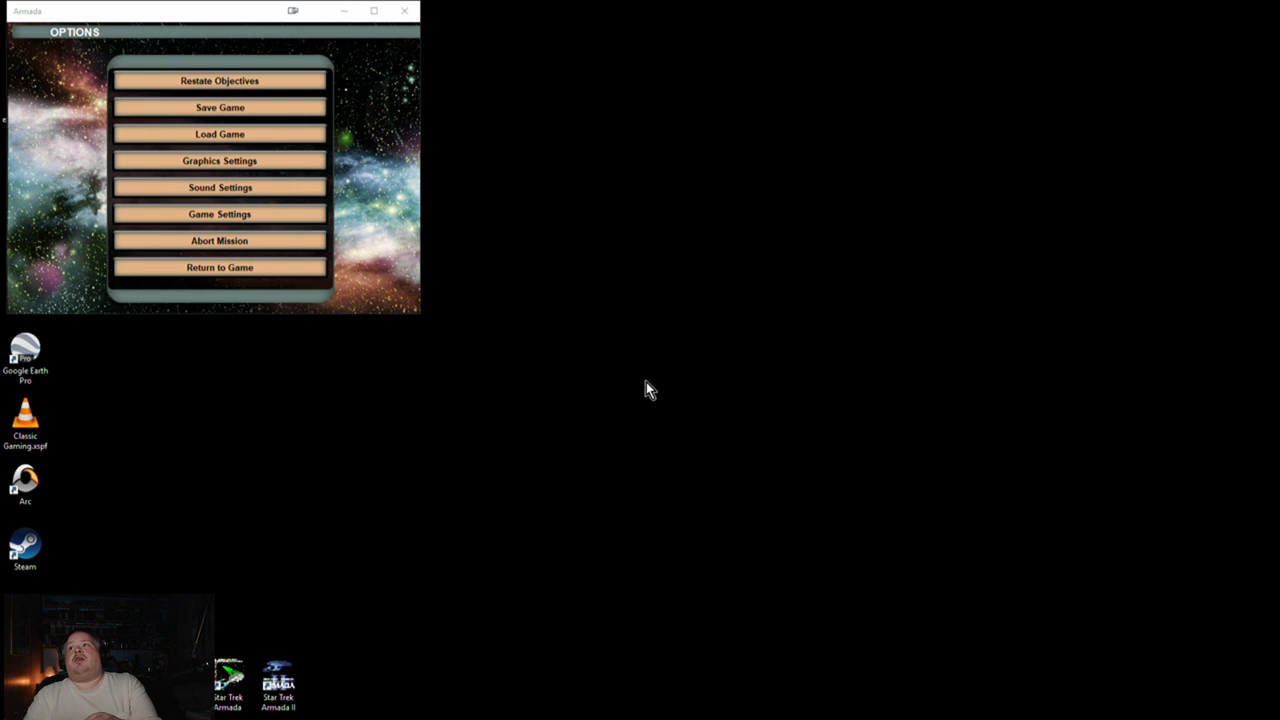 Armada
OPTIONS
Restate Objectives
Save Game
Load Game
Graphics Settings
Sound Settings
Game Settings
Abort Mission
Return to Game
Pro
Google Earth
Pro
Classic
Gaming.xspf
Arc
Steam
Star Trek
Armada
Star Trek
Armada II